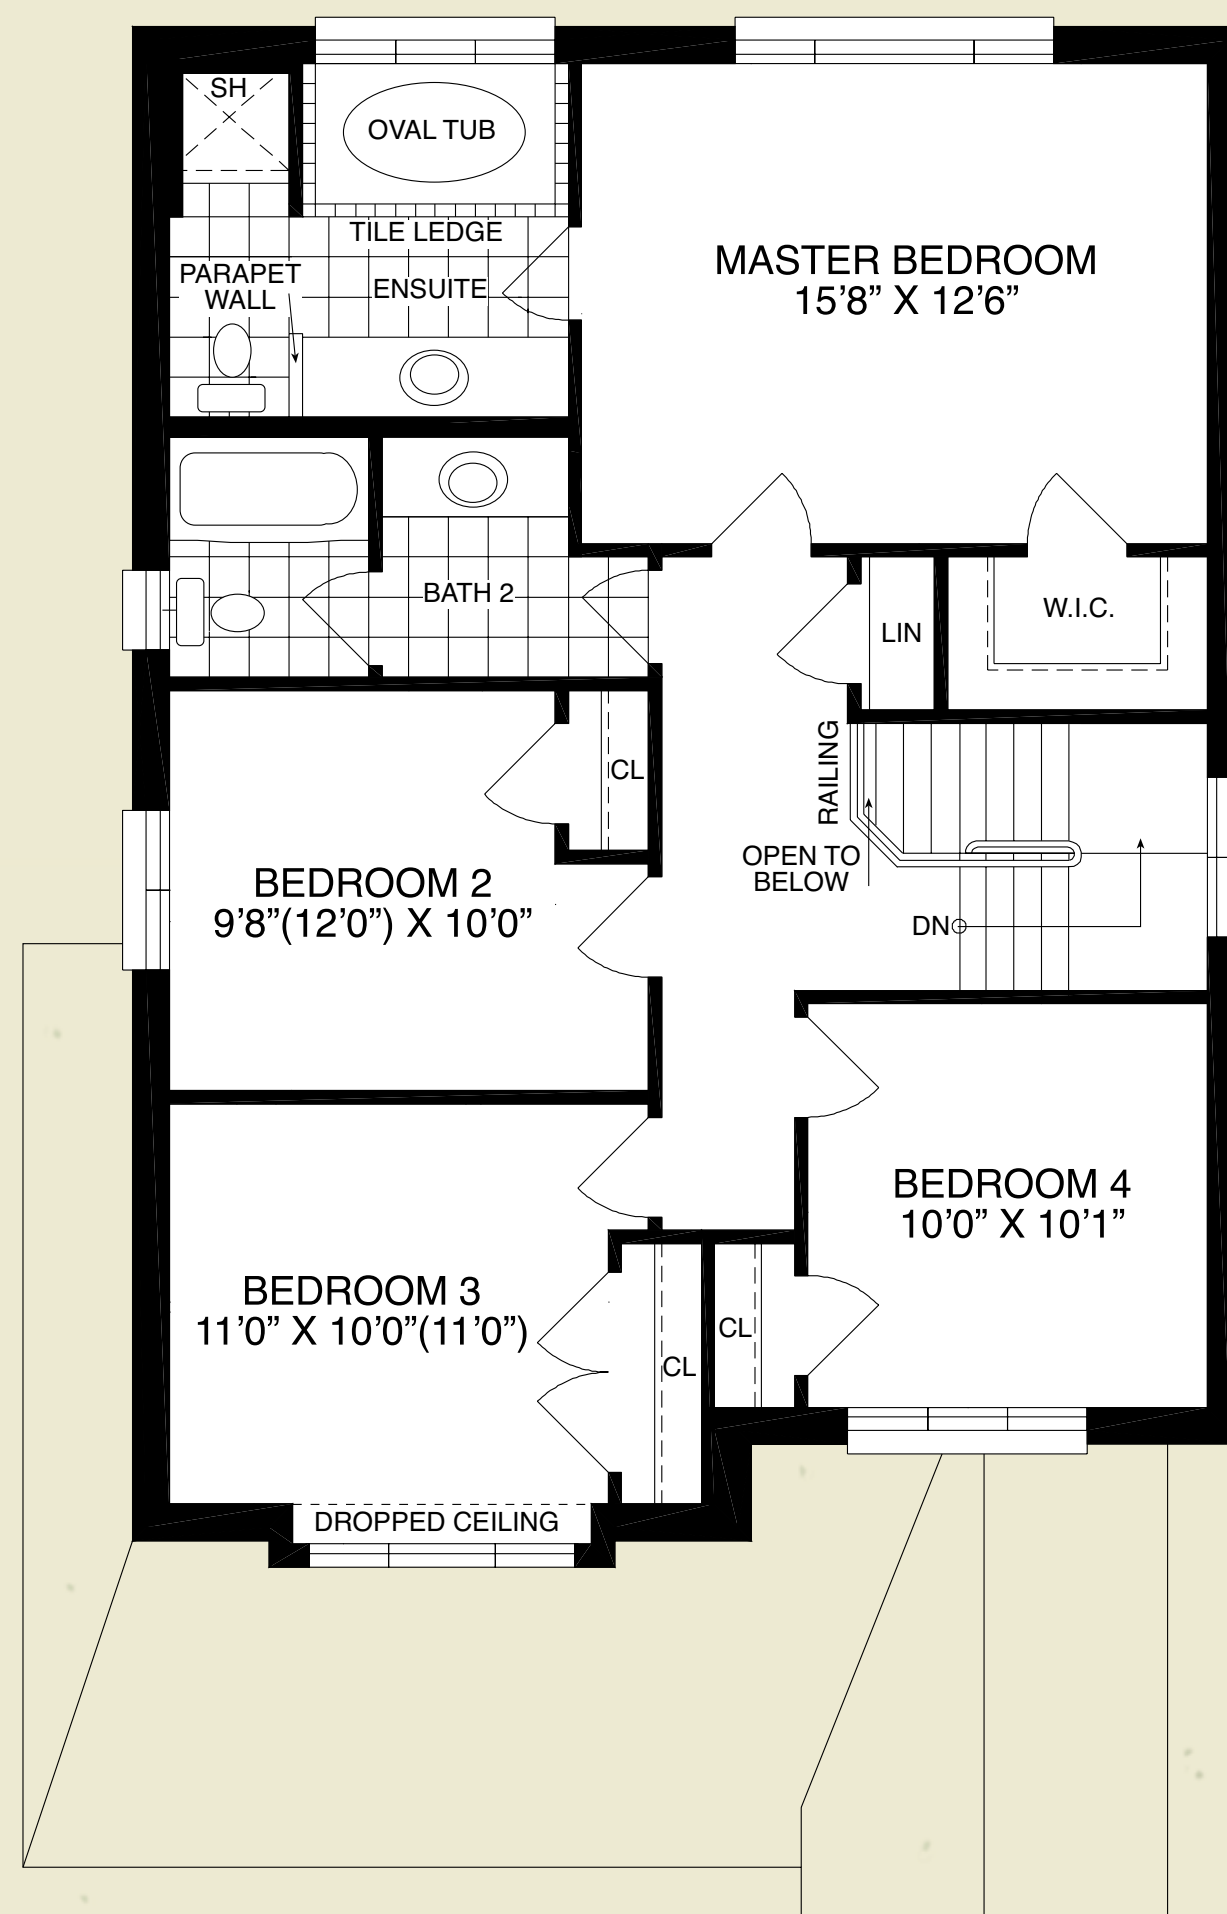 SH
OVAL TUB
TILE LEDGE
PARAPET
WALL
ENSUITE
MASTER BEDROOM
15’8” X 12’6”
BATH 2
LIN
W.I.C.
CL
RAILING
OPEN TO
BELOW
DN
BEDROOM 2
9’8”(12’0”) X 10’0”
BEDROOM 4
10’0” X 10’1”
BEDROOM 3
11’0” X 10’0”(11’0”)
CL
CL
DROPPED CEILING